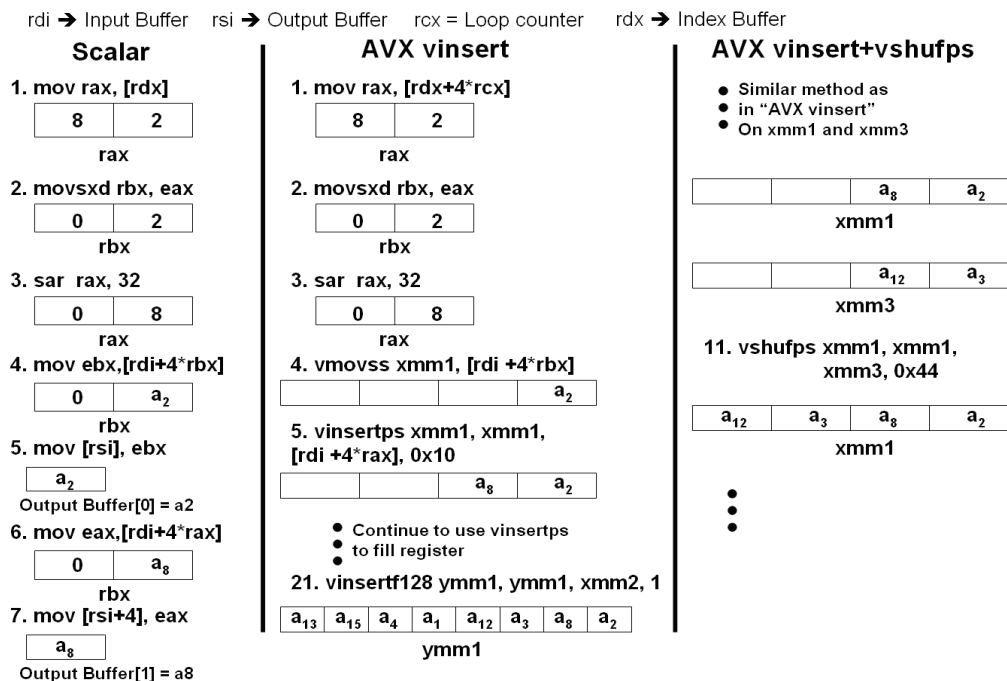 rdi ➔ Input Buffer rsi ➔ Output Buffer rcx = Loop counter rdx ➔ Index Buffer
Scalar
1. mov rax, [rdx]
8 2
rax
2. movsxd rbx, eax
0 2
rbx
3. sar rax, 32
0 8
rax
4. mov ebx,[rdi+4*rbx]
0 a2
rbx
5. mov [rsi], ebx
a2
Output Buffer[0] = a2
6. mov eax,[rdi+4*rax]
0 a8
rbx
7. mov [rsi+4], eax
a8
Output Buffer[1] = a8
AVX vinsert
1. mov rax, [rdx+4*rcx]
8 2
rax
2. movsxd rbx, eax
0 2
rbx
3. sar rax, 32
0 8
rax
4. vmovss xmm1, [rdi +4*rbx]
a2
5. vinsertps xmm1, xmm1,
[rdi +4*rax], 0x10
a8 a2
• Continue to use vinsertps
• to fill register
•
21. vinsertf128 ymm1, ymm1, xmm2, 1
a13 a15 a4 a1 a12 a3 a8 a2
ymm1
AVX vinsert+vshufps
• Similar method as
• in “AVX vinsert”
• On xmm1 and xmm3
a8 a2
xmm1
a12 a3
xmm3
11. vshufps xmm1, xmm1,
xmm3, 0x44
a12 a3 a8 a2
xmm1